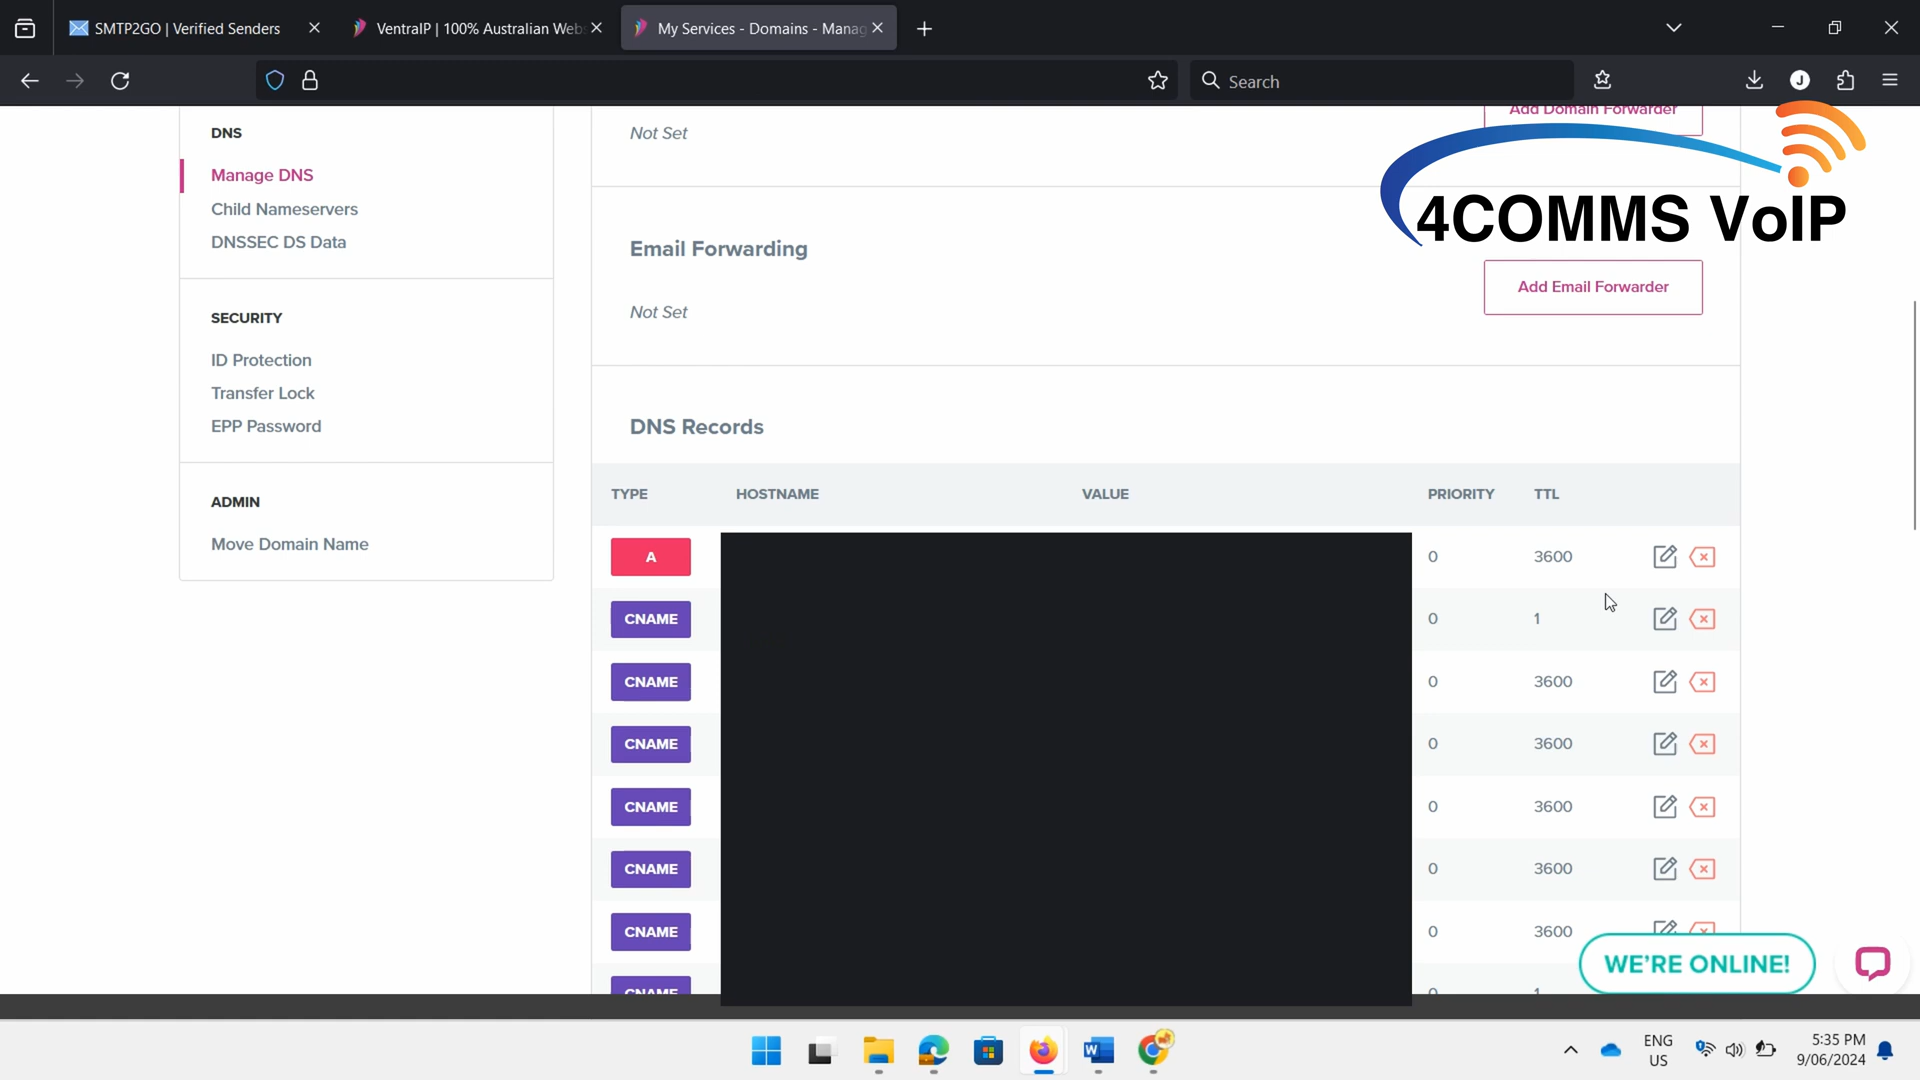 SMTP2GO | Verified Senders
VentraIP | 100% Australian Web
My Services - Domains - Manag
Search
J
DNS
Manage DNS
Child Nameservers
DNSSEC DS Data
SECURITY
ID Protection
Transfer Lock
EPP Password
ADMIN
Move Domain Name
Not Set
Add Domain Forwarder
4COMMS VoIP
Email Forwarding
Add Email Forwarder
Not Set
DNS Records
TYPE HOSTNAME VALUE PRIORITY TTL
A 0 3600
CNAME 0 1
CNAME 0 3600
CNAME 0 3600
CNAME 0 3600
CNAME 0 3600
CNAME 0 3600
CNAME 0 1
WE'RE ONLINE!
ENG
US
5:35 PM
9/06/2024